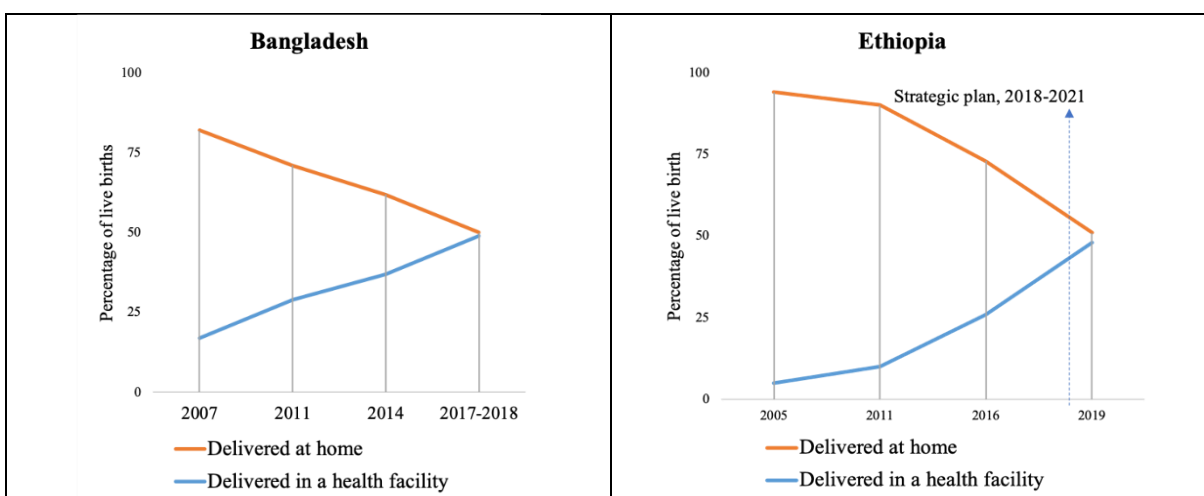 Bangladesh
100
75
50
25
0
Percentage of live births
2007 2011 2014 2017-2018
Delivered at home
Delivered in a health facility
Ethiopia
100
75
50
25
0
Percentage of live birth
Strategic plan, 2018-2021
2005 2011 2016 2019
Delivered at home
Delivered in a health facility